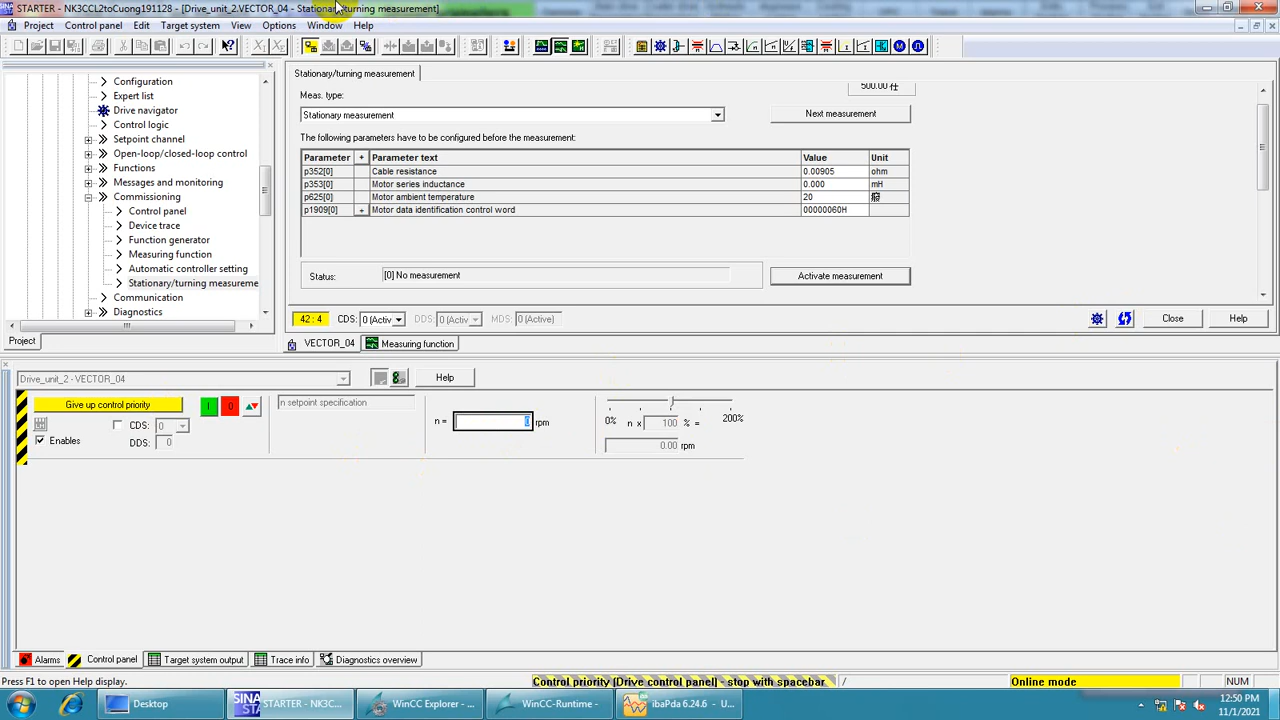 STARTER - NK3CCL2toCuong191128 - [Drive_unit_2.VECTOR_04 - Stationary/turning measurement]
Project Control panel Edit Target system View Options Window Help
Configuration
Expert list
Drive navigator
Control logic
Setpoint channel
Open-loop/closed-loop control
Functions
Messages and monitoring
Commissioning
Control panel
Device trace
Function generator
Measuring function
Automatic controller setting
Stationary/turning measureme
Communication
Diagnostics
Project
Stationary/turning measurement
500.00 仕
Meas. type:
Stationary measurement
Next measurement
The following parameters have to be configured before the measurement:
Parameter + Parameter text Value Unit
p352[0] Cable resistance 0.00905 ohm
p353[0] Motor series inductance 0.000 mH
p625[0] Motor ambient temperature 20
p1909[0] + Motor data identification control word 00000060H
Status: [0] No measurement Activate measurement
42 : 4 CDS: 0 (Activ DDS: 0 (Activ MDS: 0 (Active) Close Help
VECTOR_04 Measuring function
Drive_unit_2 - VECTOR_04 Help
Give up control priority I 0 n setpoint specification
CDS: 0
Enables DDS: 0
n = 0 rpm
0% n x 100 % = 200%
0.00 rpm
Alarms Control panel Target system output Trace info Diagnostics overview
Press F1 to open Help display. Control priority [Drive control panel] - stop with spacebar / Online mode NUM
Desktop SINA STA STARTER - NK3C... WinCC Explorer - ... WinCC-Runtime - ibaPda 6.24.6 - U... 12:50 PM
11/1/2021